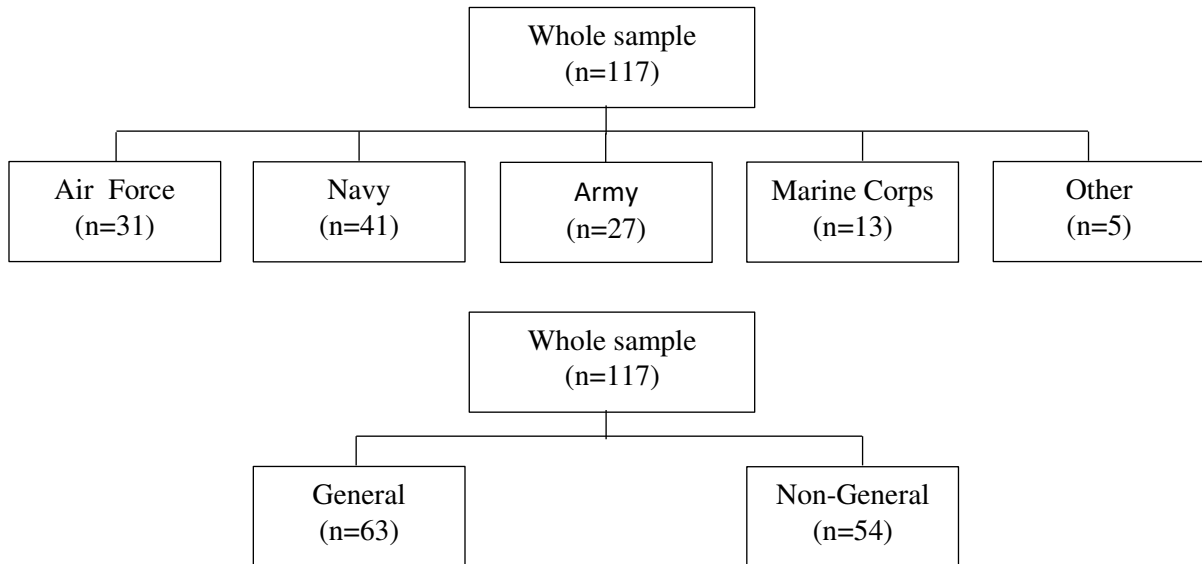 Whole sample
(n=117)
Air Force
(n=31)
Navy
(n=41)
Army
(n=27)
Marine Corps
(n=13)
Other
(n=5)
Whole sample
(n=117)
General
(n=63)
Non-General
(n=54)